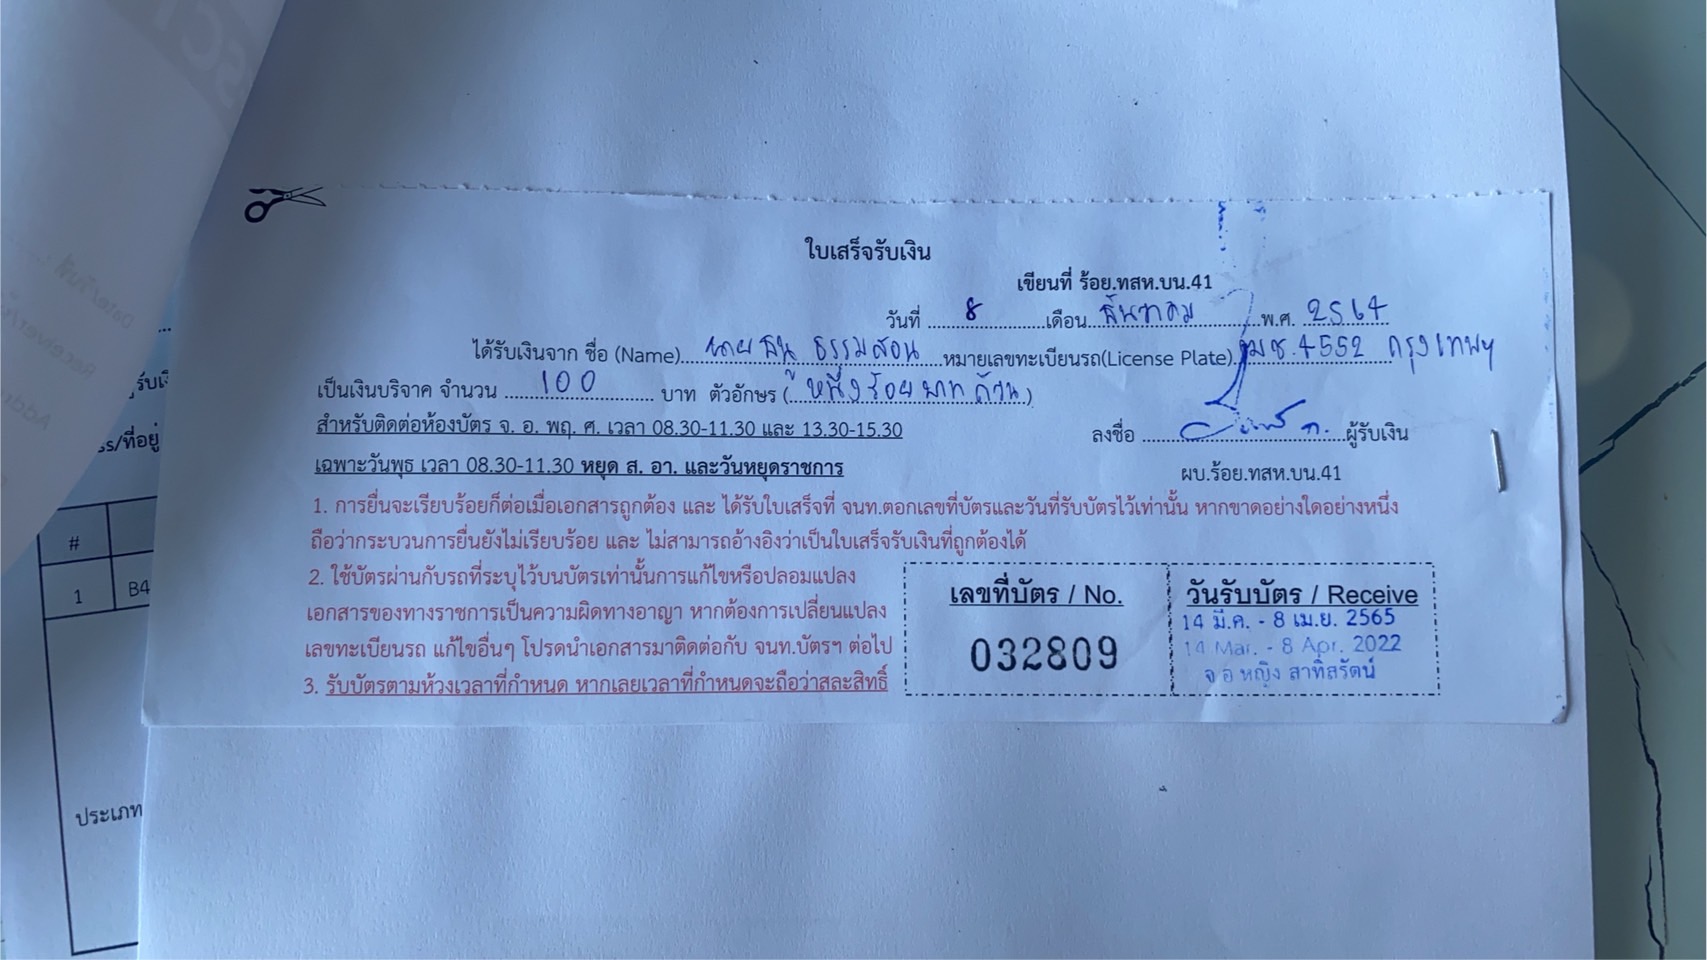 ใบเสร็จรับเงิน
เขียนที่ ร้อย.ทสห.บน.41
วันที่ 8 เดือน ธันวาคม พ.ศ. 2564
ได้รับเงินจาก ชื่อ (Name) นาย ธรรมสอน หมายเลขทะเบียนรถ(License Plate) 4552 กรุงเทพฯ
เป็นเงินบริจาค จำนวน 100 บาท ตัวอักษร ( หนึ่งร้อยบาทถ้วน )
สำหรับติดต่อห้องบัตร จ. อ. พฤ. ศ. เวลา 08.30-11.30 และ 13.30-15.30
ลงชื่อ ผู้รับเงิน
เฉพาะวันพุธ เวลา 08.30-11.30 หยุด ส. อา. และวันหยุดราชการ
ผบ.ร้อย.ทสห.บน.41
1. การยื่นจะเรียบร้อยก็ต่อเมื่อเอกสารถูกต้อง และ ได้รับใบเสร็จที่ จนท.ตอกเลขที่บัตรและวันที่รับบัตรไว้เท่านั้น หากขาดอย่างใดอย่างหนึ่ง
ถือว่ากระบวนการยื่นยังไม่เรียบร้อย และ ไม่สามารถอ้างอิงว่าเป็นใบเสร็จรับเงินที่ถูกต้องได้
2. ใช้บัตรผ่านกับรถที่ระบุไว้บนบัตรเท่านั้นการแก้ไขหรือปลอมแปลง
เอกสารของทางราชการเป็นความผิดทางอาญา หากต้องการเปลี่ยนแปลง
เลขทะเบียนรถ แก้ไขอื่นๆ โปรดนำเอกสารมาติดต่อกับ จนท.บัตรฯ ต่อไป
3. รับบัตรตามห้วงเวลาที่กำหนด หากเลยเวลาที่กำหนดจะถือว่าสละสิทธิ์
เลขที่บัตร / No.
032809
วันรับบัตร / Receive
14 มี.ค. - 8 เม.ย. 2565
14 Mar. - 8 Apr. 2022
จ อ หญิง สาทิสรัตน์
ss/ที่อยู่
#
1 B4
ประเภท